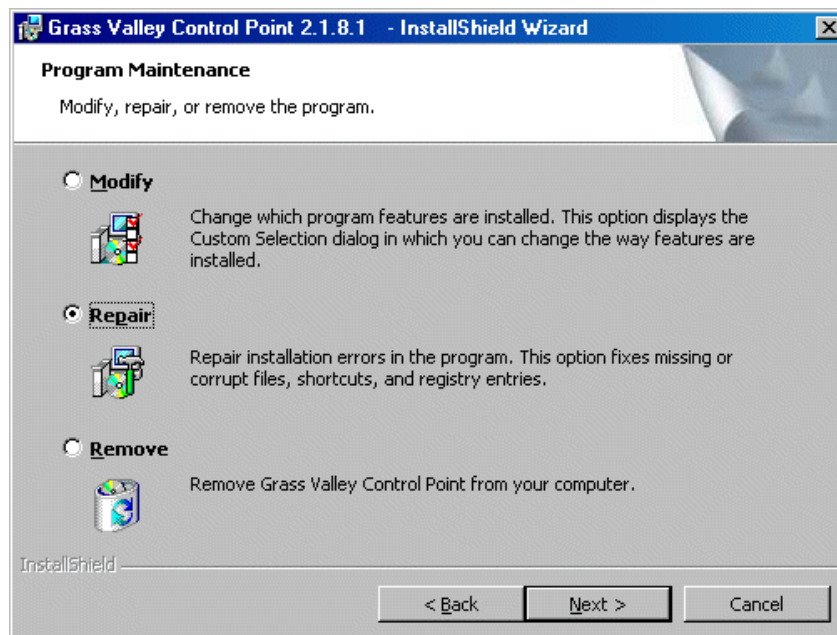 Grass Valley Control Point 2.1.8.1 - InstallShield Wizard
Program Maintenance
Modify, repair, or remove the program.
Modify
Change which program features are installed. This option displays the
Custom Selection dialog in which you can change the way features are
installed.
Repair
Repair installation errors in the program. This option fixes missing or
corrupt files, shortcuts, and registry entries.
Remove
Remove Grass Valley Control Point from your computer.
InstallShield
< Back
Next >
Cancel